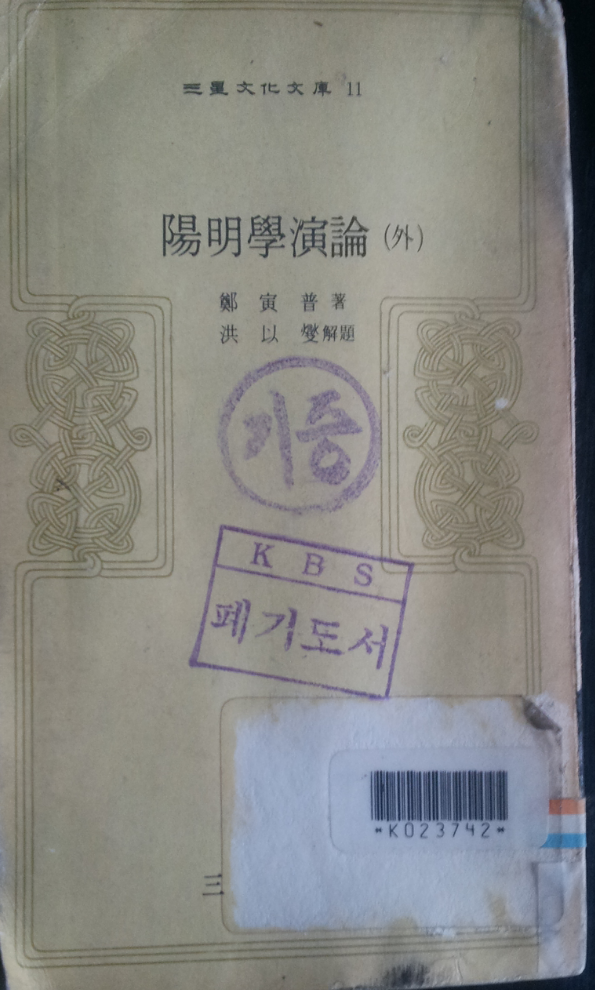 三星文化文庫 11
陽明學演論 (外)
鄭寅普 著
洪以燮 解題
기증
K B S
폐기도서
*K023742*
三